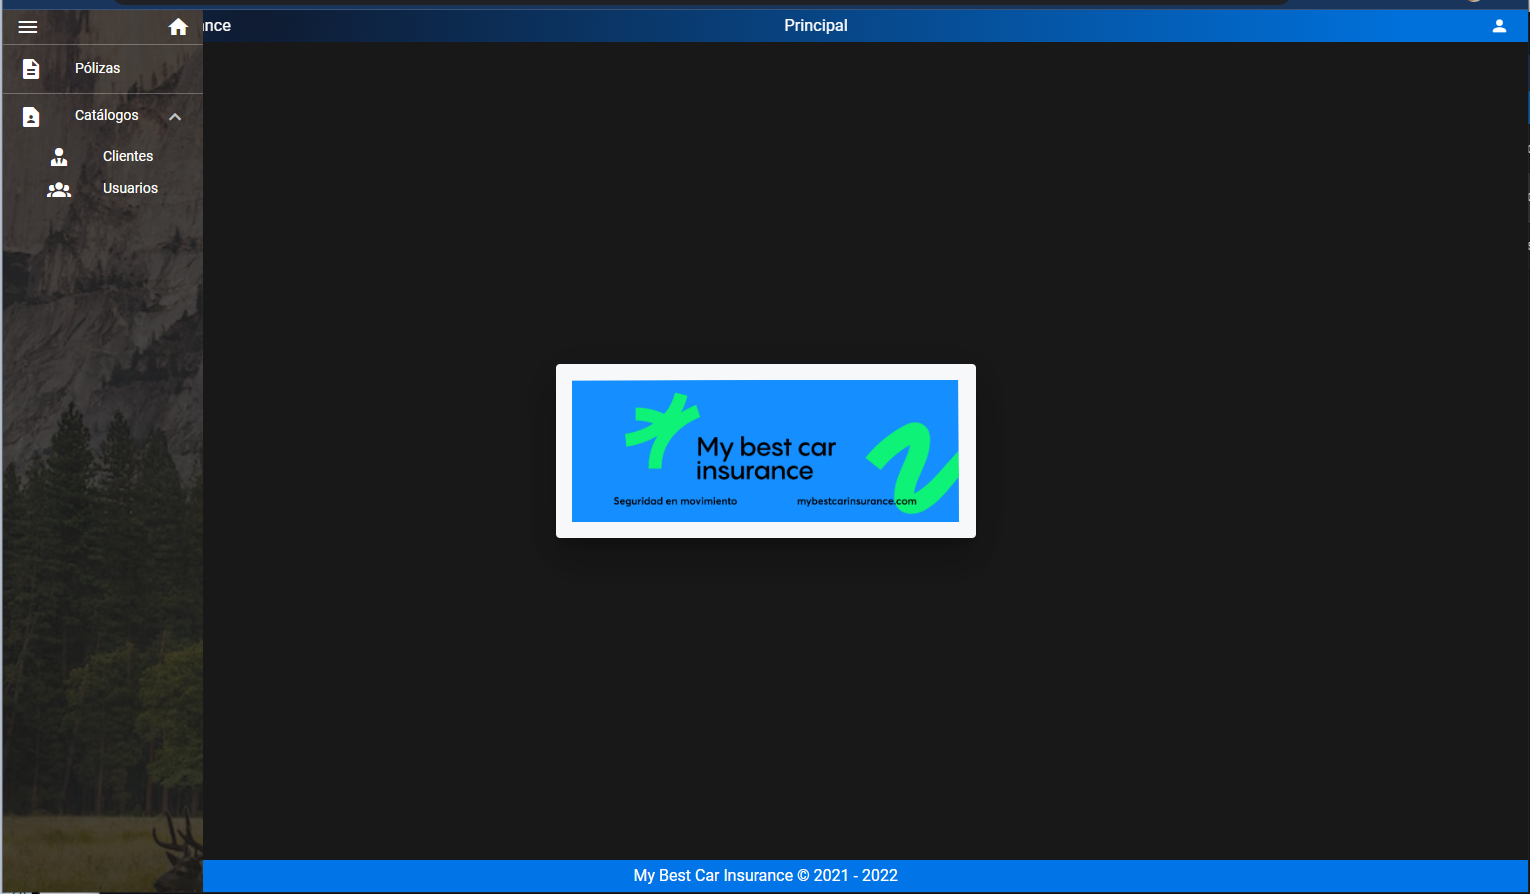 nce
Principal
Pólizas
Catálogos
Clientes
Usuarios
My best car
insurance
Seguridad en movimiento
mybestcarinsurance.com
My Best Car Insurance © 2021 - 2022